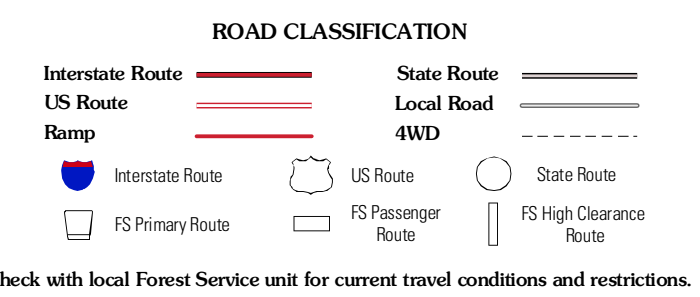 ROAD CLASSIFICATION
Interstate Route
State Route
US Route
Local Road
Ramp
4WD
Interstate Route
US Route
State Route
FS Primary Route
FS Passenger
Route
FS High Clearance
Route
heck with local Forest Service unit for current travel conditions and restrictions.